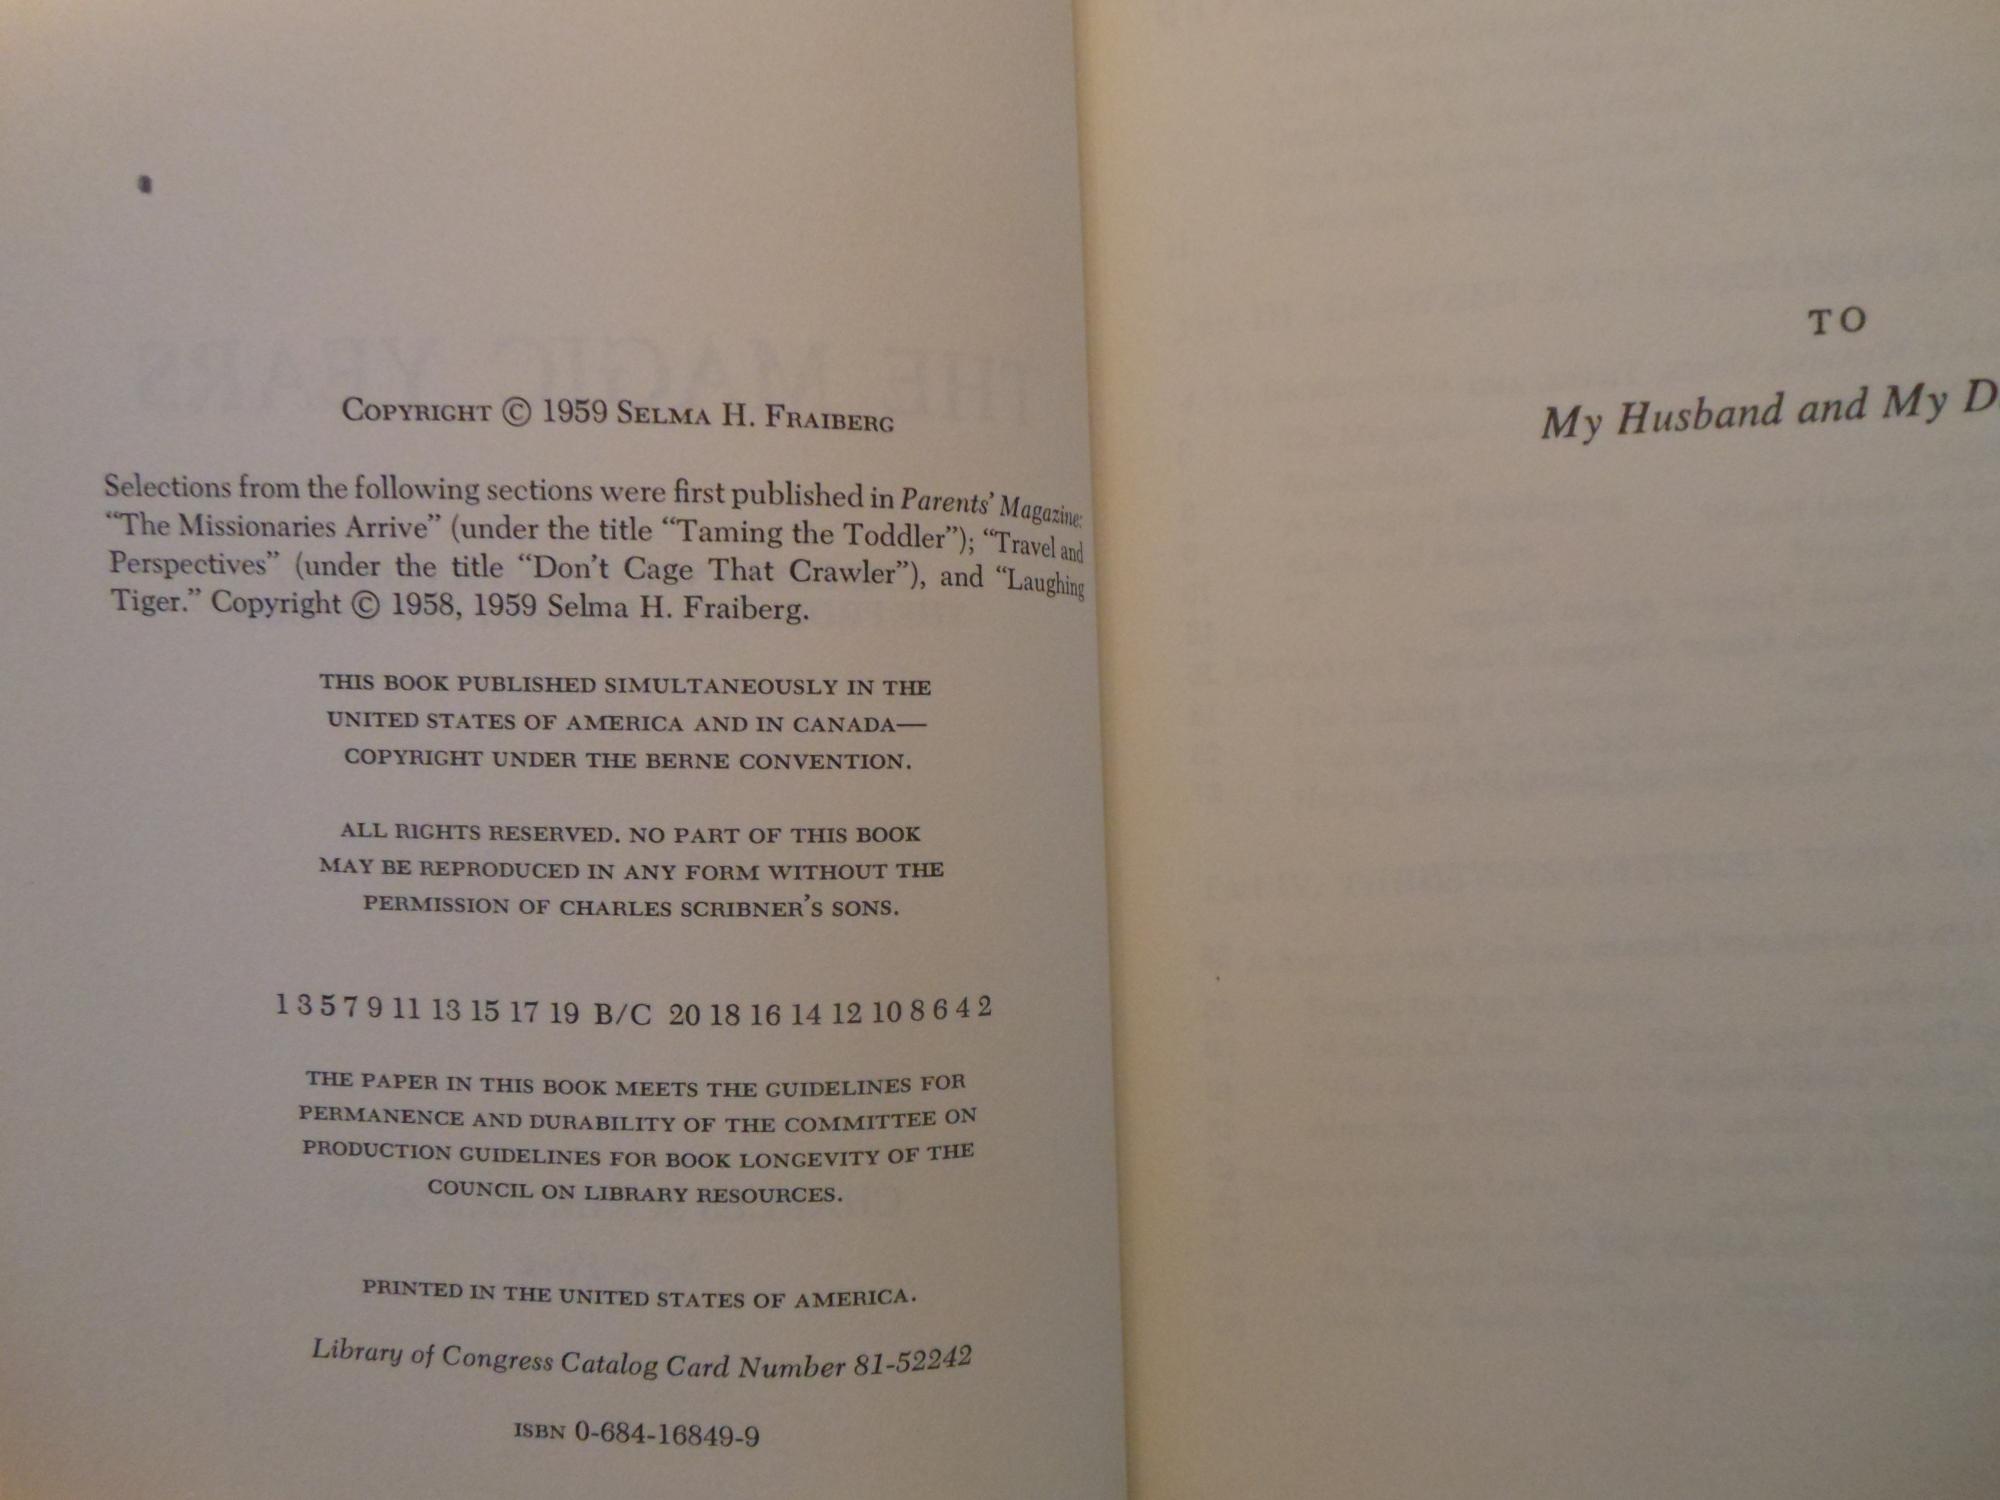 COPYRIGHT © 1959 SELMA H. FRAIBERG
Selections from the following sections were first published in Parents' Magazine:
“The Missionaries Arrive” (under the title “Taming the Toddler”); “Travel and
Perspectives” (under the title “Don't Cage That Crawler”), and “Laughing
Tiger.” Copyright © 1958, 1959 Selma H. Fraiberg.
THIS BOOK PUBLISHED SIMULTANEOUSLY IN THE
UNITED STATES OF AMERICA AND IN CANADA—
COPYRIGHT UNDER THE BERNE CONVENTION.
ALL RIGHTS RESERVED. NO PART OF THIS BOOK
MAY BE REPRODUCED IN ANY FORM WITHOUT THE
PERMISSION OF CHARLES SCRIBNER'S SONS.
1 3 5 7 9 11 13 15 17 19 B/C 20 18 16 14 12 10 8 6 4 2
THE PAPER IN THIS BOOK MEETS THE GUIDELINES FOR
PERMANENCE AND DURABILITY OF THE COMMITTEE ON
PRODUCTION GUIDELINES FOR BOOK LONGEVITY OF THE
COUNCIL ON LIBRARY RESOURCES.
PRINTED IN THE UNITED STATES OF AMERICA.
Library of Congress Catalog Card Number 81-52242
ISBN 0-684-16849-9
TO
My Husband and My D